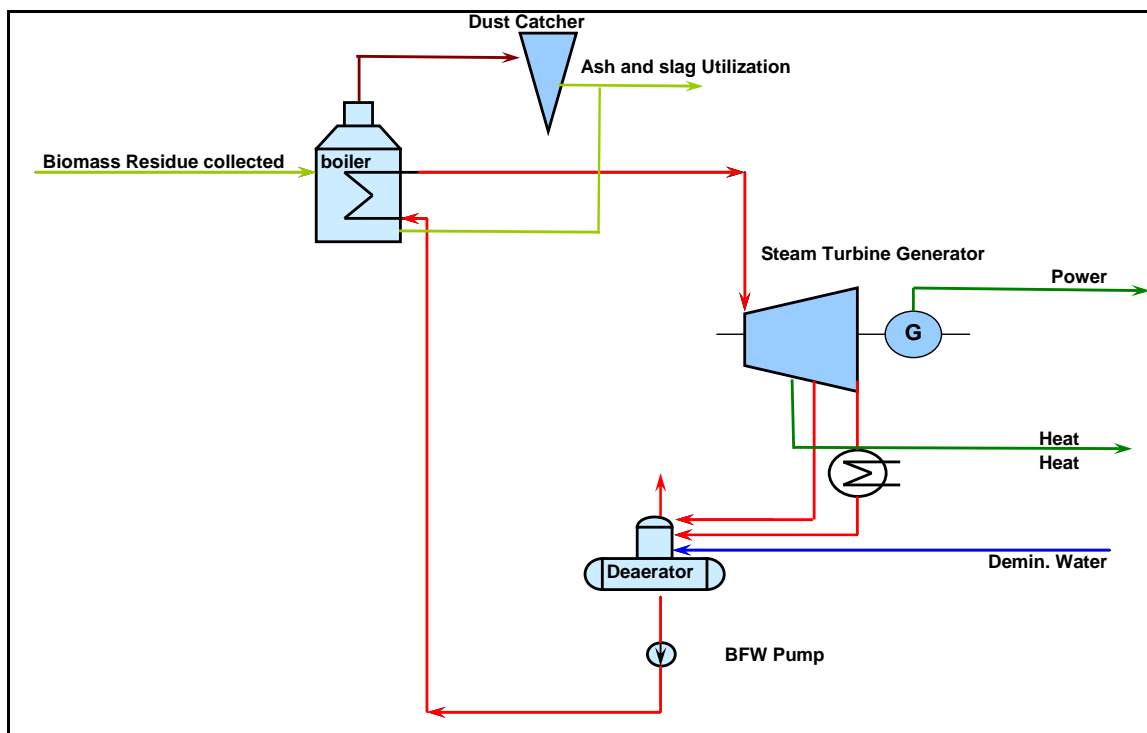 Dust Catcher
Ash and slag Utilization
Biomass Residue collected
boiler
Steam Turbine Generator
Power
G
Heat
Heat
Demin. Water
Deaerator
BFW Pump